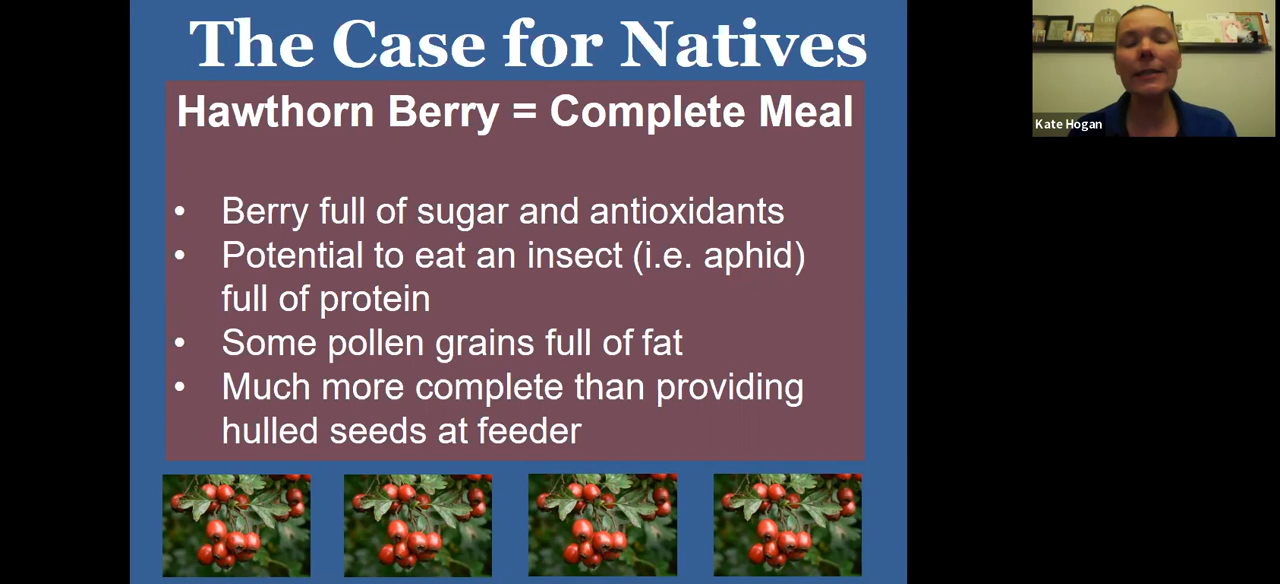 The Case for Natives
Hawthorn Berry = Complete Meal
• Berry full of sugar and antioxidants
• Potential to eat an insect (i.e. aphid)
full of protein
• Some pollen grains full of fat
• Much more complete than providing
hulled seeds at feeder
Kate Hogan